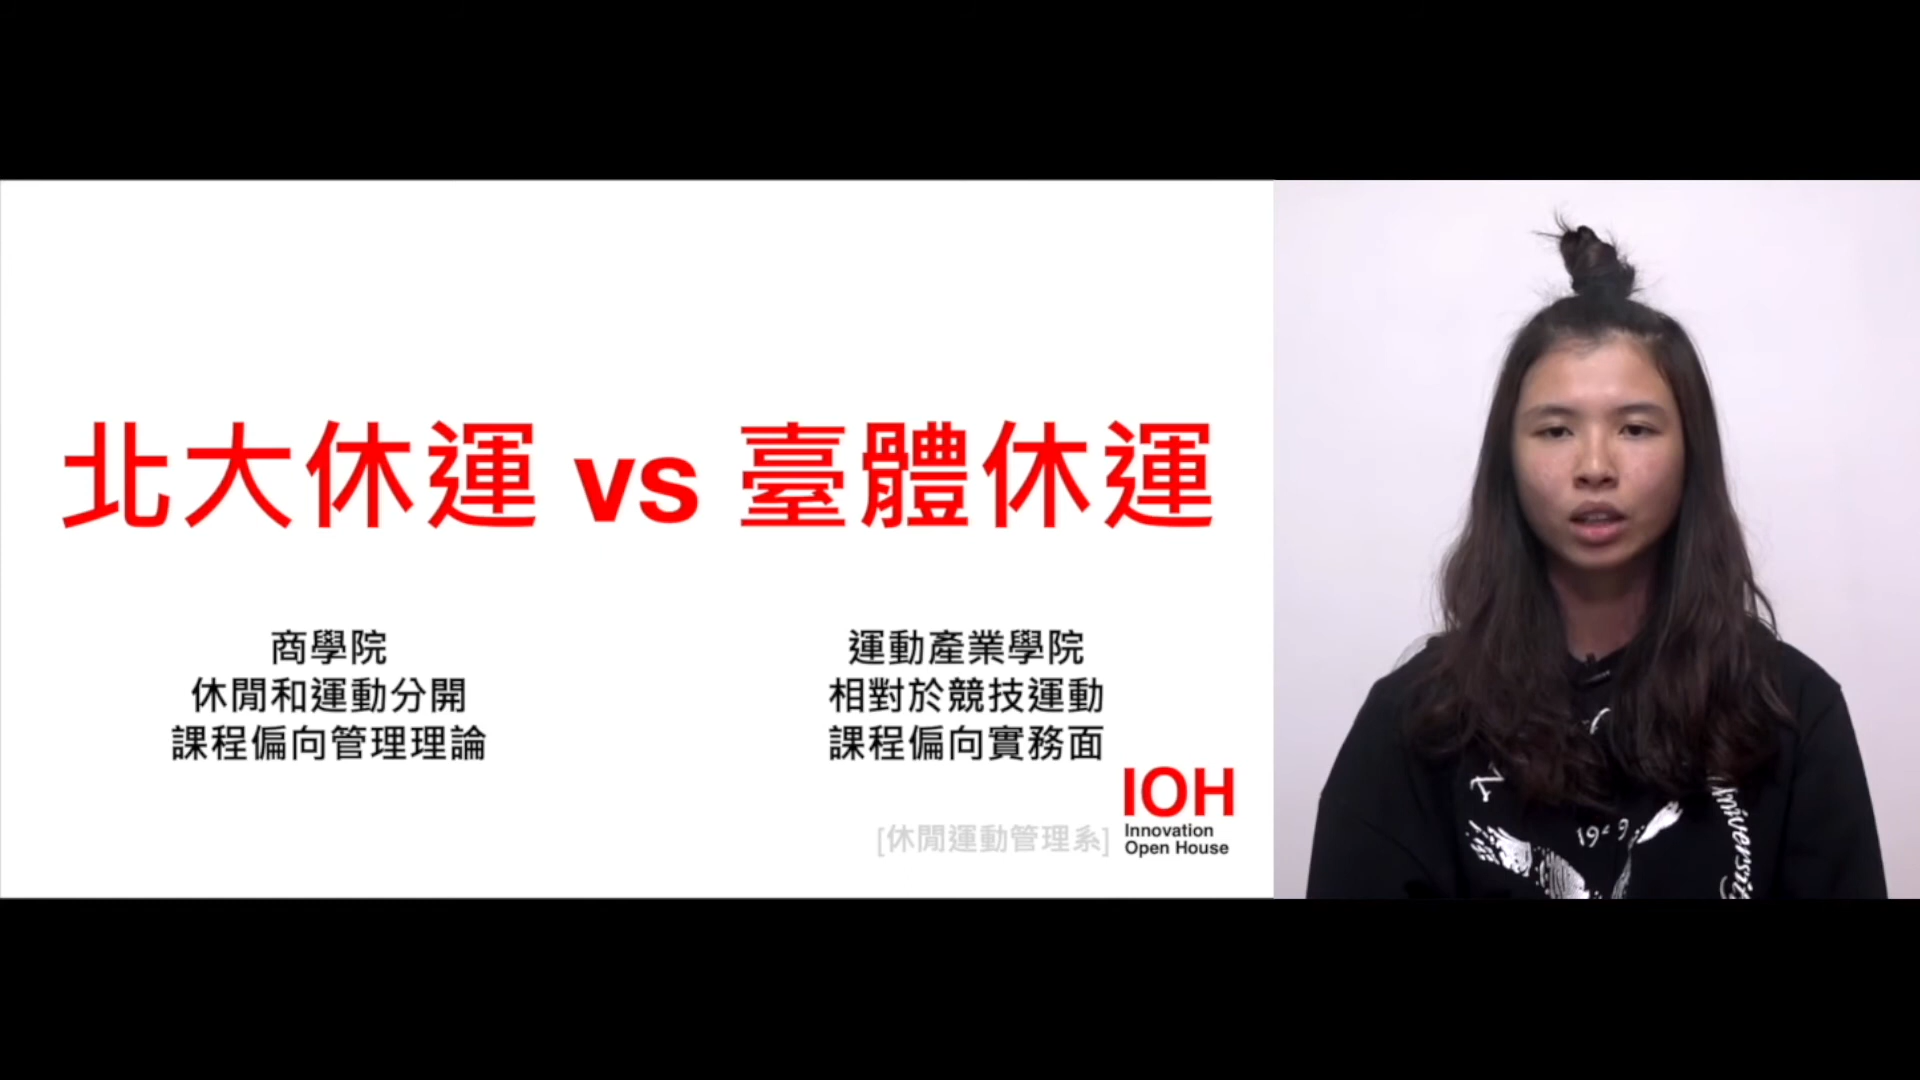 北大休運 vs 臺體休運
商學院
休閒和運動分開
課程偏向管理理論
運動產業學院
相對於競技運動
課程偏向實務面
[休閒運動管理系]
IOH
Innovation
Open House
1949